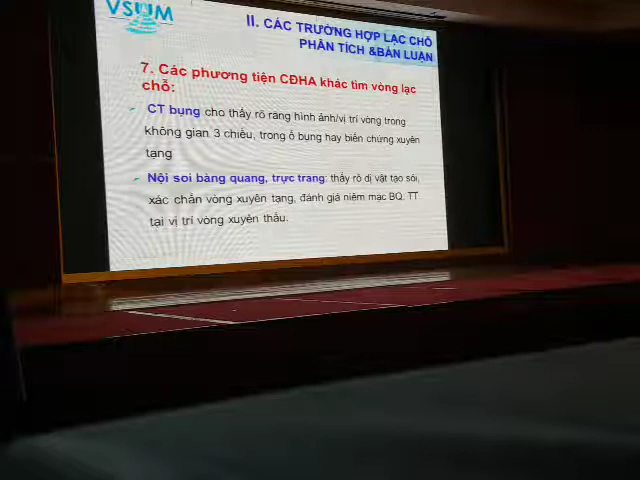 VSUM
II. CÁC TRƯỜNG HỢP LẠC CHỖ
PHÂN TÍCH &BÀN LUẬN
7. Các phương tiện CĐHA khác tìm vòng lạc
chỗ:
CT bụng cho thấy rõ ràng hình ảnh/vị trí vòng trong
không gian 3 chiều, trong ổ bụng hay biến chứng xuyên
tạng
Nội soi bàng quang, trực tràng: thấy rõ dị vật tạo sỏi,
xác chẩn vòng xuyên tạng, đánh giá niêm mạc BQ, TT
tại vị trí vòng xuyên thấu.